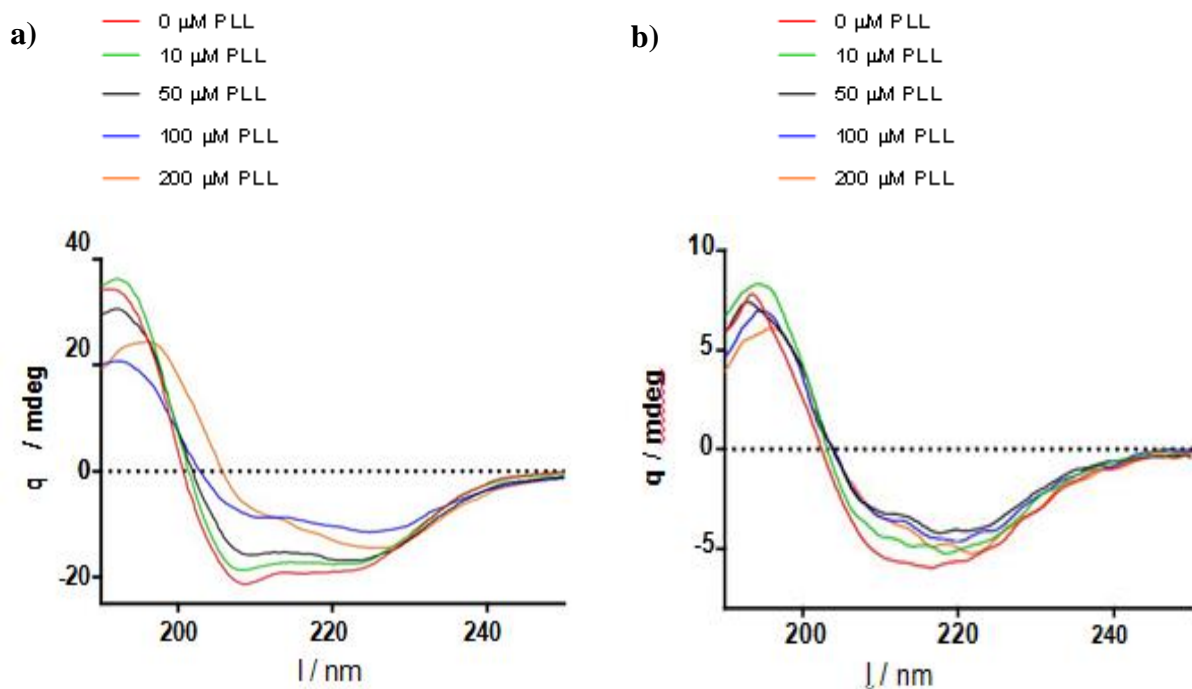 a)
0 µM PLL
10 µM PLL
50 µM PLL
100 µM PLL
200 µM PLL
40
20
0
-20
q / mdeg
200 220 240
l / nm
b)
0 µM PLL
10 µM PLL
50 µM PLL
100 µM PLL
200 µM PLL
10
5
0
-5
q / mdeg
200 220 240
l / nm